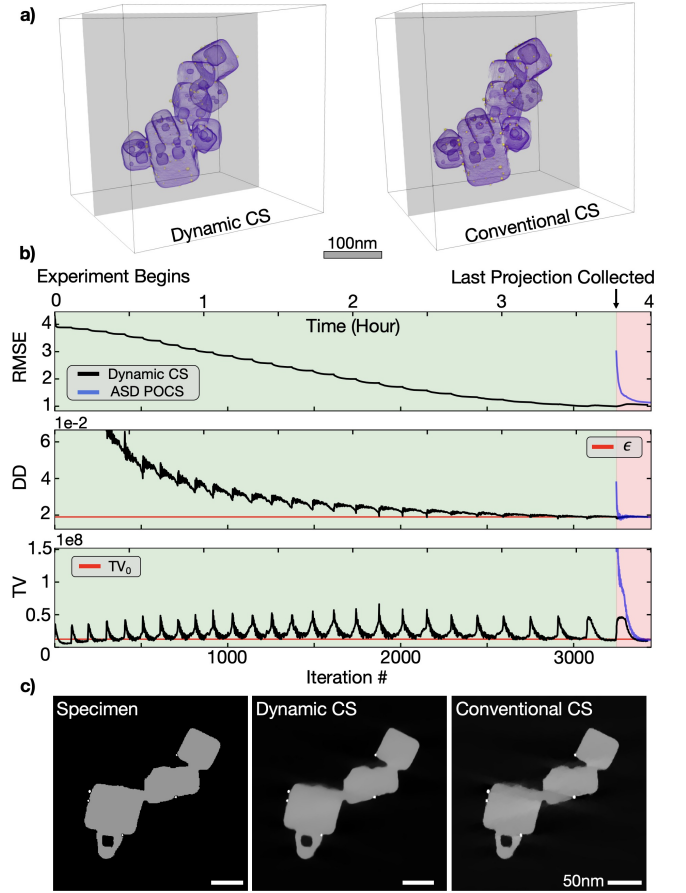 a)
Dynamic CS
Conventional CS
100nm
b)
Experiment Begins
Last Projection Collected
0 1 2 3 4
Time (Hour)
RMSE
4
3
2
1
Dynamic CS
ASD POCS
1e-2
DD
6
4
2
ϵ
1e8
TV
1.5
1
0.5
0
TV₀
1000 2000 3000
Iteration #
c)
Specimen
Dynamic CS
Conventional CS
50nm